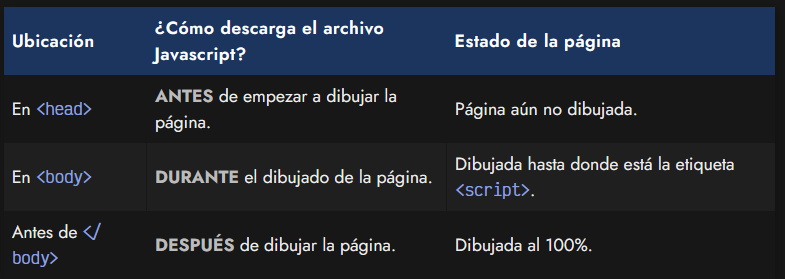 Ubicación
¿Cómo descarga el archivo
Javascript?
Estado de la página
En <head>
ANTES de empezar a dibujar la
página.
Página aún no dibujada.
En <body>
DURANTE el dibujado de la página.
Dibujada hasta donde está la etiqueta
<script>.
Antes de </
body>
DESPUÉS de dibujar la página.
Dibujada al 100%.